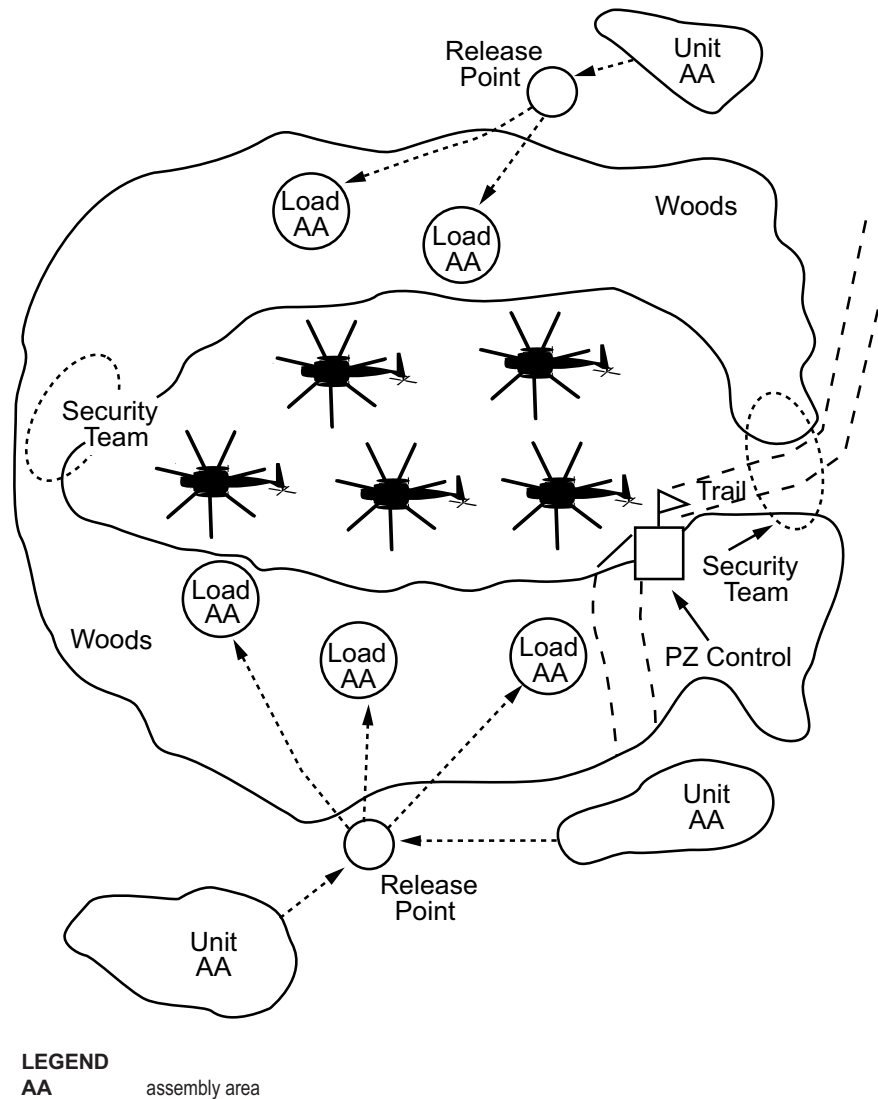 Release
Point
Unit
AA
Load
AA
Load
AA
Woods
Security
Team
Trail
Security
Team
Load
AA
Load
AA
Load
AA
Woods
PZ Control
Unit
AA
Release
Point
Unit
AA
LEGEND
AA assembly area